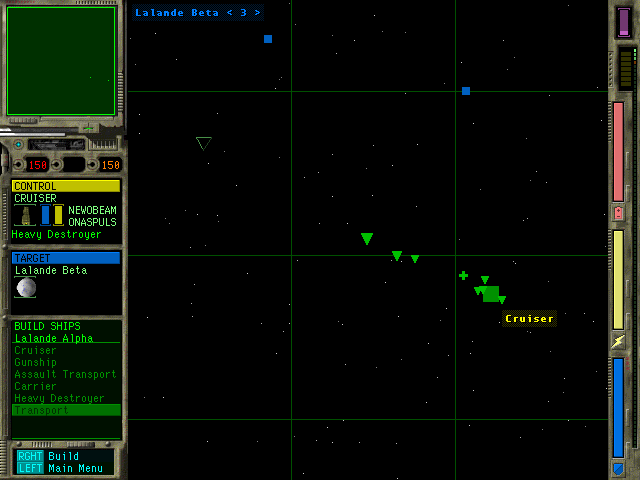 Lalande Beta < 3 >
150 150
CONTROL
CRUISER
NEWOBEAM
ONASPULS
Heavy Destroyer
TARGET
Lalande Beta
BUILD SHIPS
Lalande Alpha
Cruiser
Gunship
Assault Transport
Carrier
Heavy Destroyer
Transport
RGHT Build
LEFT Main Menu
Cruiser